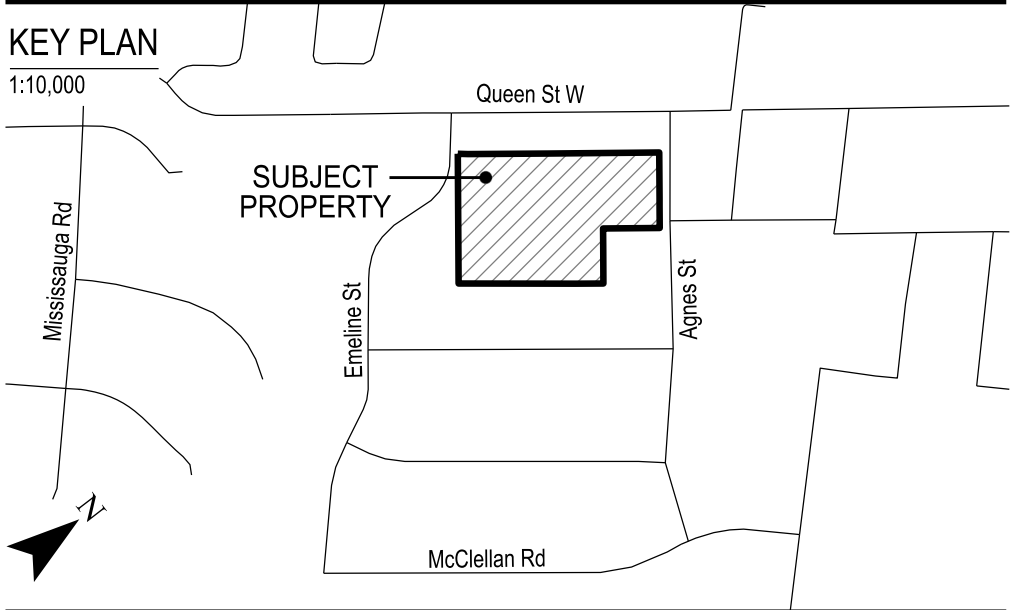 KEY PLAN
1:10,000
Queen St W
SUBJECT
PROPERTY
Mississauga Rd
Emeline St
Agnes St
N
McClellan Rd